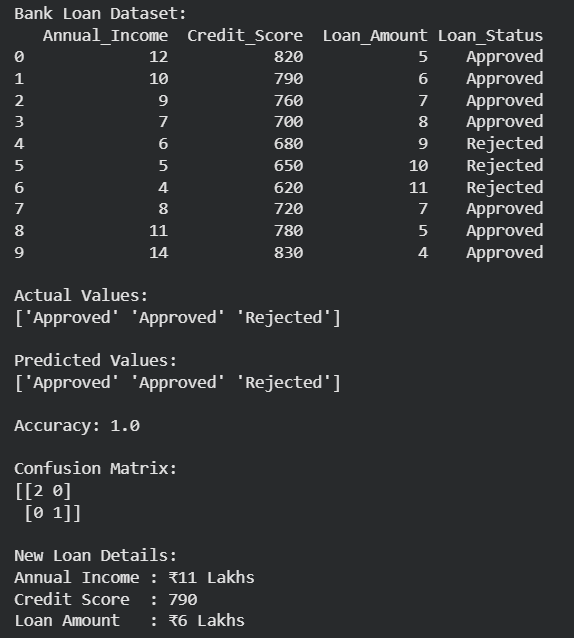 Bank Loan Dataset:
   Annual_Income  Credit_Score  Loan_Amount Loan_Status
0             12           820            5    Approved
1             10           790            6    Approved
2              9           760            7    Approved
3              7           700            8    Approved
4              6           680            9    Rejected
5              5           650           10    Rejected
6              4           620           11    Rejected
7              8           720            7    Approved
8             11           780            5    Approved
9             14           830            4    Approved

Actual Values:
['Approved' 'Approved' 'Rejected']

Predicted Values:
['Approved' 'Approved' 'Rejected']

Accuracy: 1.0

Confusion Matrix:
[[2 0]
 [0 1]]

New Loan Details:
Annual Income : ₹11 Lakhs
Credit Score  : 790
Loan Amount   : ₹6 Lakhs